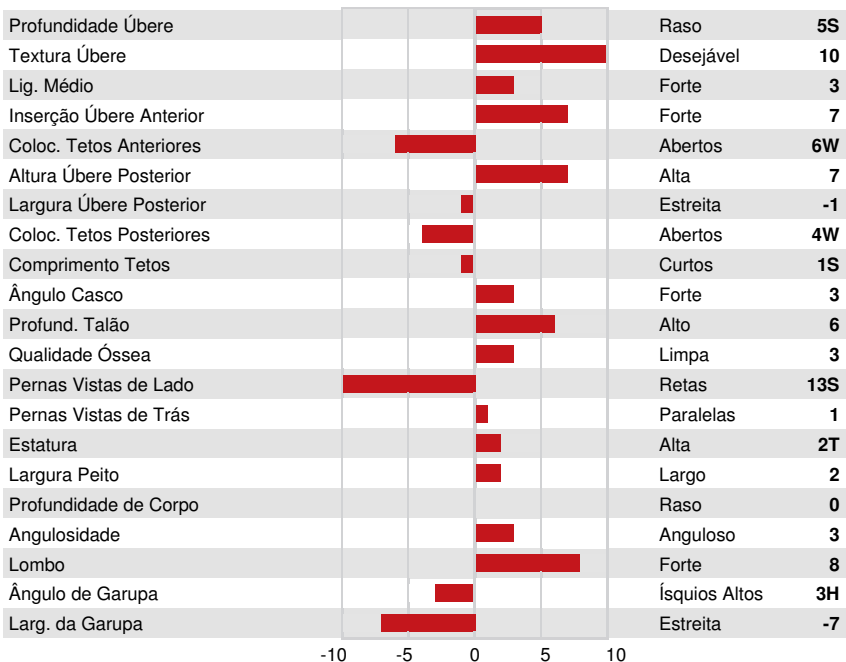 Profundidade Úbere Raso 5S
Textura Úbere Desejável 10
Lig. Médio Forte 3
Inserção Úbere Anterior Forte 7
Coloc. Tetos Anteriores Abertos 6W
Altura Úbere Posterior Alta 7
Largura Úbere Posterior Estreita -1
Coloc. Tetos Posteriores Abertos 4W
Comprimento Tetos Curtos 1S
Ângulo Casco Forte 3
Profund. Talão Alto 6
Qualidade Óssea Limpa 3
Pernas Vistas de Lado Retas 13S
Pernas Vistas de Trás Paralelas 1
Estatura Alta 2T
Largura Peito Largo 2
Profundidade de Corpo Raso 0
Angulosidade Anguloso 3
Lombo Forte 8
Ângulo de Garupa Ísquios Altos 3H
Larg. da Garupa Estreita -7
-10 -5 0 5 10